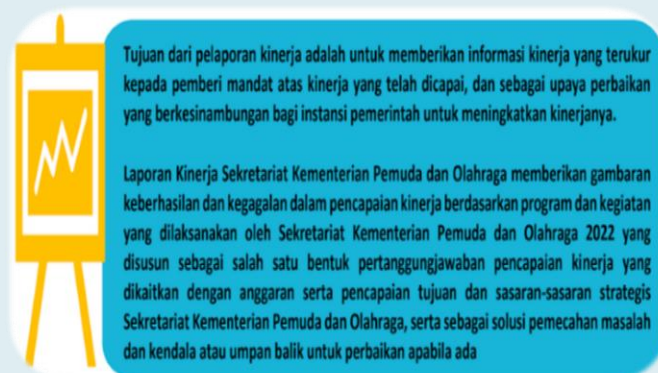 Tujuan dari pelaporan kinerja adalah untuk memberikan informasi kinerja yang terukur
kepada pemberi mandat atas kinerja yang telah dicapai, dan sebagai upaya perbaikan
yang berkesinambungan bagi instansi pemerintah untuk meningkatkan kinerjanya.
Laporan Kinerja Sekretariat Kementerian Pemuda dan Olahraga memberikan gambaran
keberhasilan dan kegagalan dalam pencapaian kinerja berdasarkan program dan kegiatan
yang dilaksanakan oleh Sekretariat Kementerian Pemuda dan Olahraga 2022 yang
disusun sebagai salah satu bentuk pertanggungjawaban pencapaian kinerja yang
dikaitkan dengan anggaran serta pencapaian tujuan dan sasaran-sasaran strategis
Sekretariat Kementerian Pemuda dan Olahraga, serta sebagai solusi pemecahan masalah
dan kendala atau umpan balik untuk perbaikan apabila ada